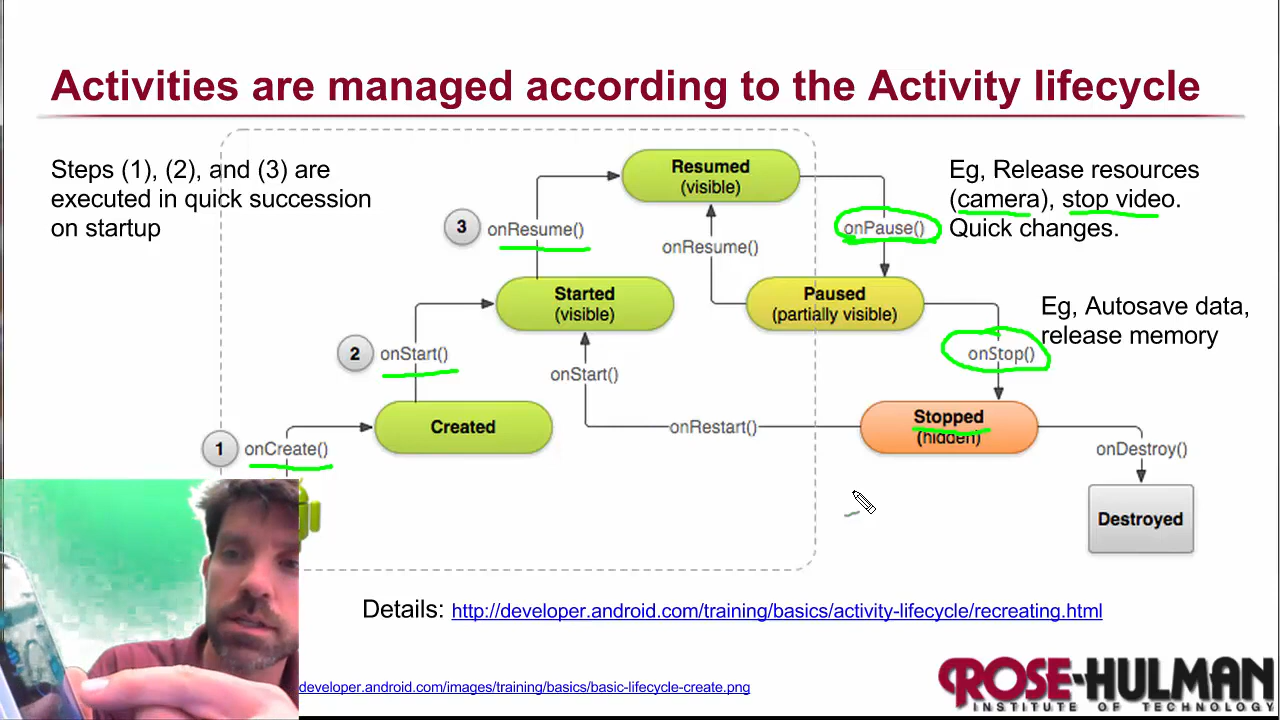 Activities are managed according to the Activity lifecycle
Steps (1), (2), and (3) are
executed in quick succession
on startup
Resumed
(visible)
Eg, Release resources
(camera), stop video.
Quick changes.
3
onResume()
onResume()
onPause()
Started
(visible)
Paused
(partially visible)
Eg, Autosave data,
release memory
2
onStart()
onStart()
onStop()
Created
onRestart()
Stopped
(hidden)
1
onCreate()
onDestroy()
Destroyed
Details: http://developer.android.com/training/basics/activity-lifecycle/recreating.html
developer.android.com/images/training/basics/basic-lifecycle-create.png
ROSE-HULMAN
INSTITUTE OF TECHNOLOGY